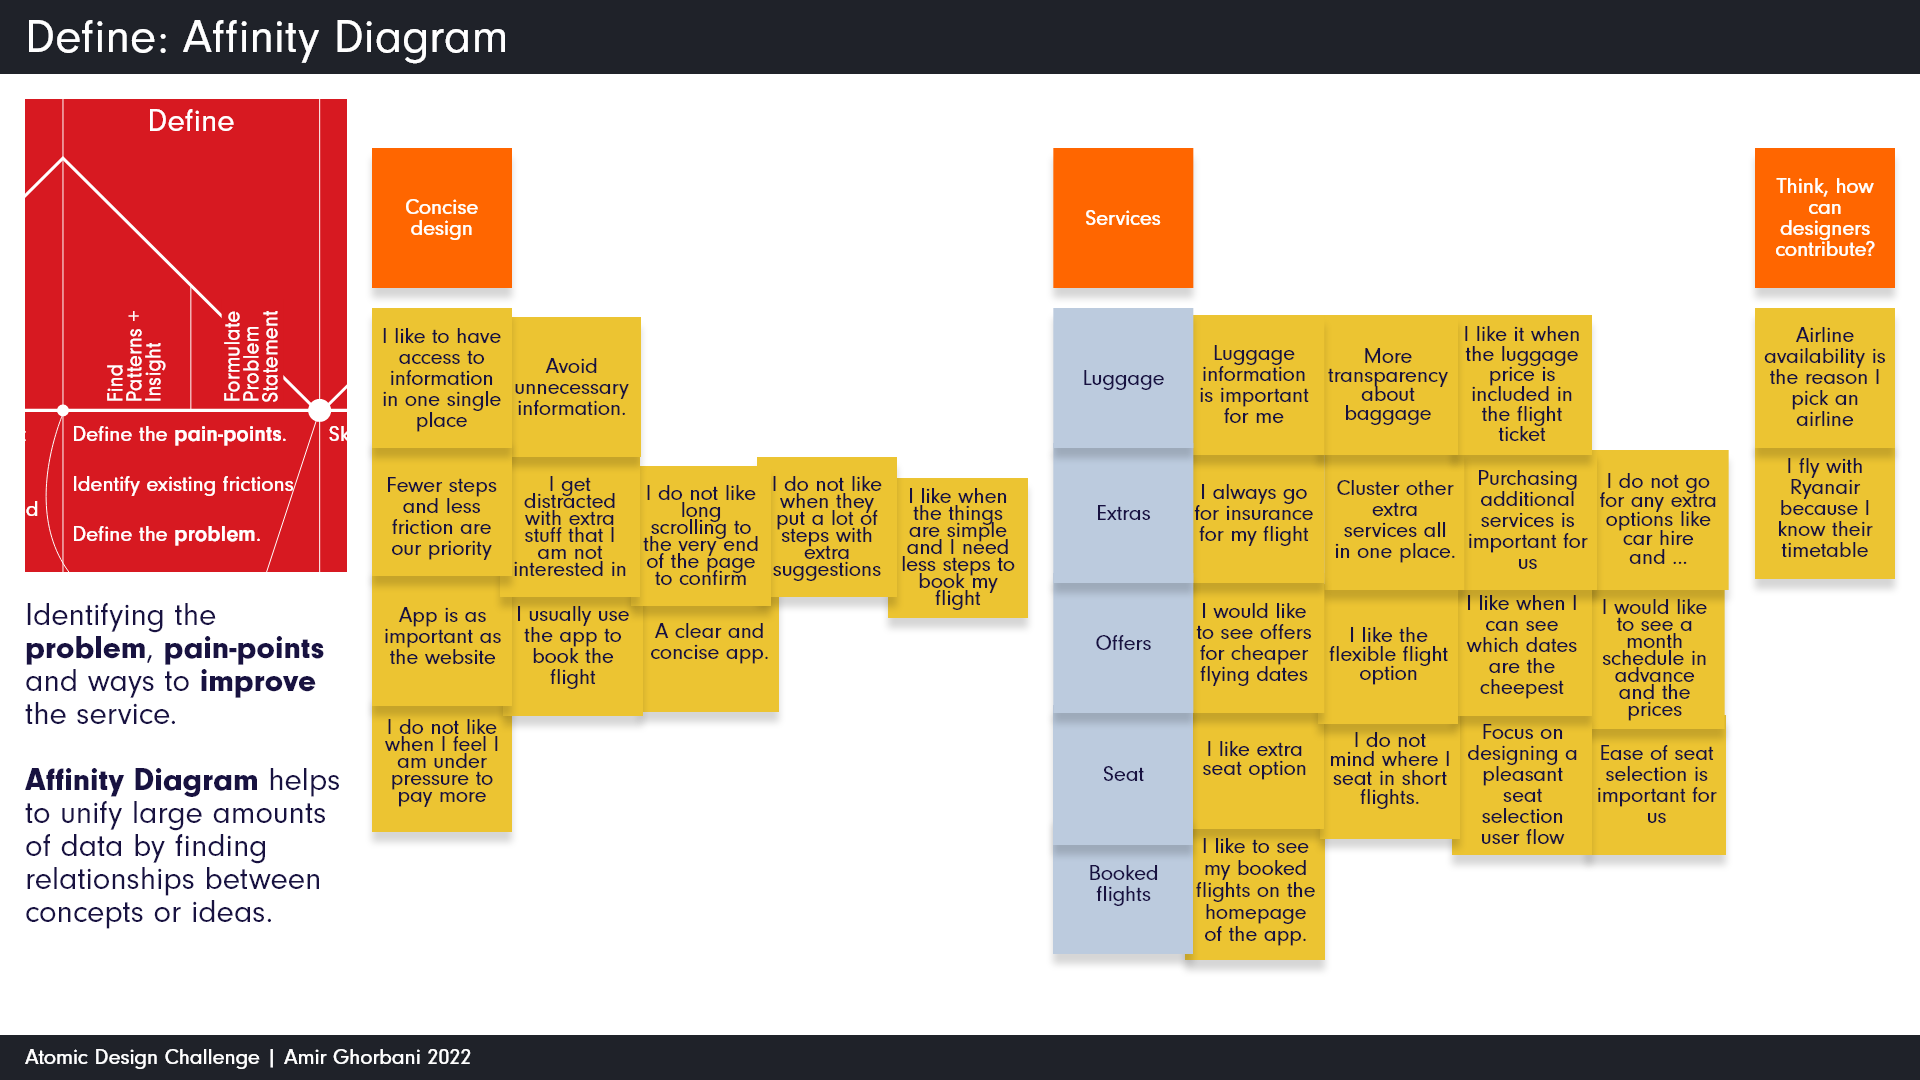 Define: Affinity Diagram
Define
Find
Patterns +
Insight
Formulate
Problem
Statement
Define the pain-points.
Sk
Identify existing frictions
d
Define the problem.
Identifying the
problem, pain-points
and ways to improve
the service.
Affinity Diagram helps
to unify large amounts
of data by finding
relationships between
concepts or ideas.
Concise
design
I like to have
access to
information
in one single
place
Avoid
unnecessary
information.
Fewer steps
and less
friction are
our priority
I get
distracted
with extra
stuff that I
am not
interested in
I do not like
long
scrolling to
the very end
of the page
to confirm
I do not like
when they
put a lot of
steps with
extra
suggestions
I like when
the things
are simple
and I need
less steps to
book my
flight
App is as
important as
the website
I usually use
the app to
book the
flight
A clear and
concise app.
I do not like
when I feel I
am under
pressure to
pay more
Services
Luggage
Luggage
information
is important
for me
More
transparency
about
baggage
I like it when
the luggage
price is
included in
the flight
ticket
Extras
I always go
for insurance
for my flight
Cluster other
extra
services all
in one place.
Purchasing
additional
services is
important for
us
I do not go
for any extra
options like
car hire
and ...
Offers
I would like
to see offers
for cheaper
flying dates
I like the
flexible flight
option
I like when I
can see
which dates
are the
cheepest
I would like
to see a
month
schedule in
advance
and the
prices
Seat
I like extra
seat option
I do not
mind where I
seat in short
flights.
Focus on
designing a
pleasant
seat
selection
user flow
Ease of seat
selection is
important for
us
Booked
flights
I like to see
my booked
flights on the
homepage
of the app.
Think, how
can
designers
contribute?
Airline
availability is
the reason I
pick an
airline
I fly with
Ryanair
because I
know their
timetable
Atomic Design Challenge | Amir Ghorbani 2022